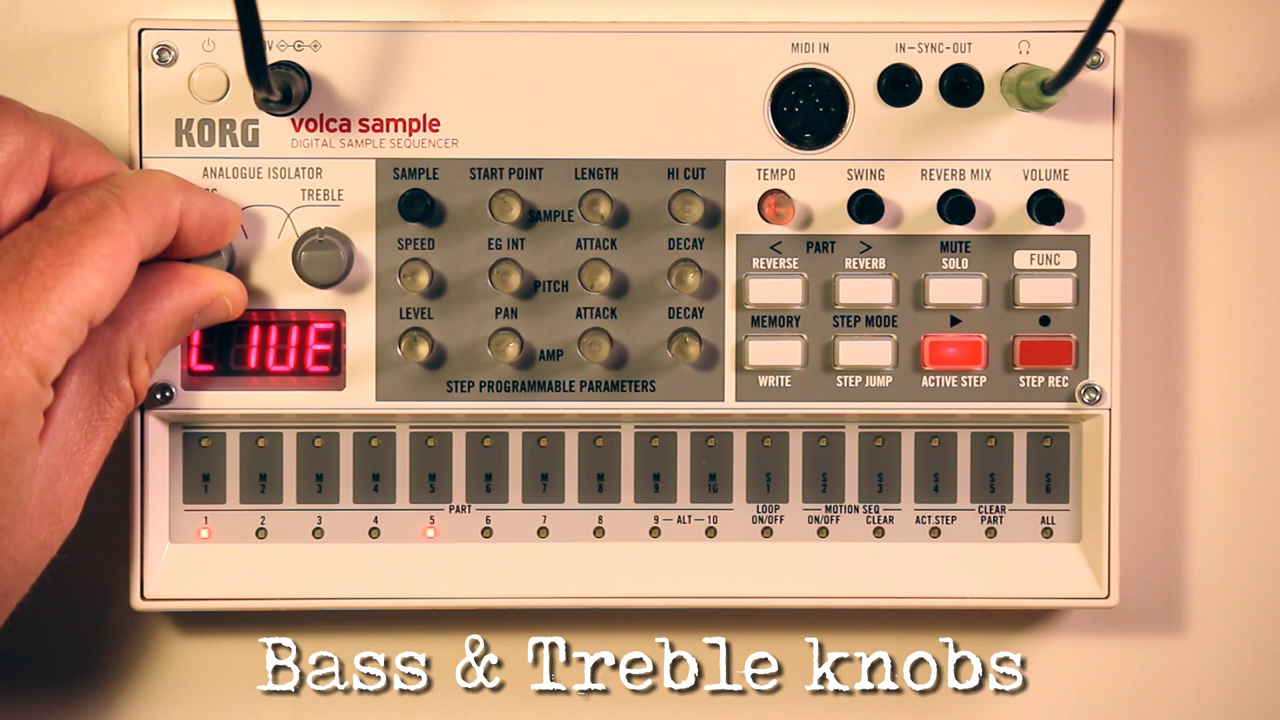 V
MIDI IN
IN-SYNC-OUT
KORG
volca sample
DIGITAL SAMPLE SEQUENCER
ANALOGUE ISOLATOR
TREBLE
SAMPLE
START POINT
LENGTH
HI CUT
TEMPO
SWING
REVERB MIX
VOLUME
SAMPLE
SPEED
EG INT
ATTACK
DECAY
< PART >
MUTE
REVERSE
REVERB
SOLO
FUNC
PITCH
LEVEL
PAN
ATTACK
DECAY
MEMORY
STEP MODE
L IUE
AMP
STEP PROGRAMMABLE PARAMETERS
WRITE
STEP JUMP
ACTIVE STEP
STEP REC
M 1
M 2
M 3
M 4
M 5
M 6
M 7
M 8
M 9
M 10
S 1
S 2
S 3
S 4
S 5
S 6
PART
LOOP
MOTION SEQ
CLEAR
1 2 3 4 5 6 7 8 9 — ALT — 10
ON/OFF
ON/OFF
CLEAR
ACT.STEP
PART
ALL
Bass & Treble knobs